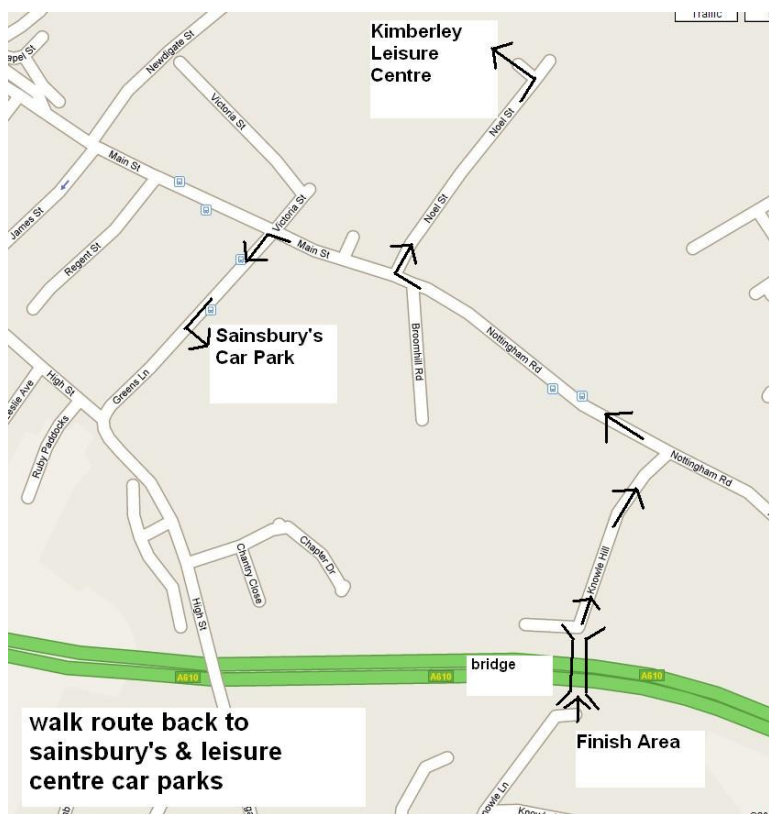 Traffic
Kimberley
Leisure
Centre
Newdigate St
Victoria St
Noel St
Main St
Victoria St
Noel St
James St
Regent St
Main St
Sainsbury's
Car Park
Broomhill Rd
Nottingham Rd
High St
Greens Ln
Ruby Paddocks
Nottingham Rd
Chantry Close
Chapter Dr
Knowle Hill
High St
bridge
A610
A610
A610
walk route back to
sainsbury's & leisure
centre car parks
Finish Area